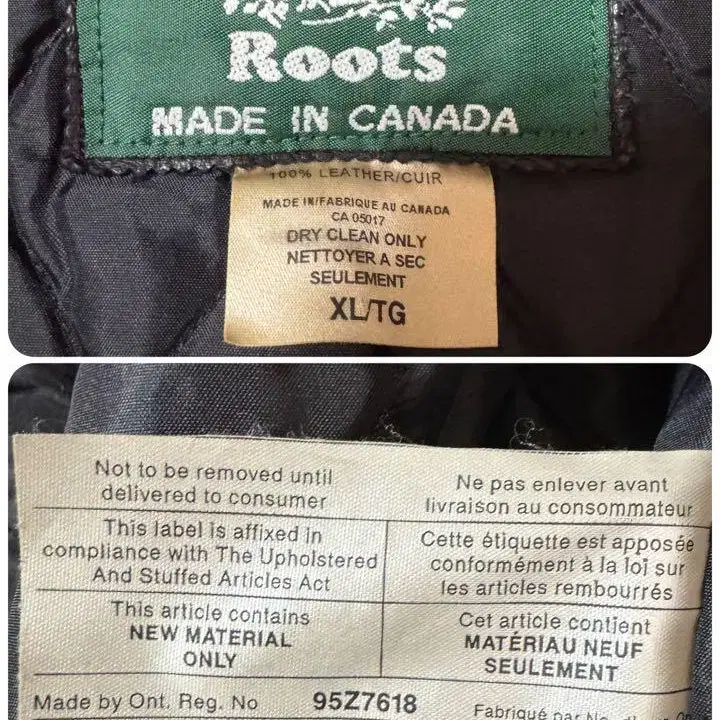 Roots
MADE IN CANADA
100% LEATHER/CUIR
MADE IN/FABRIQUE AU CANADA
CA 05017
DRY CLEAN ONLY
NETTOYER A SEC
SEULEMENT
XL/TG
Not to be removed until
delivered to consumer
Ne pas enlever avant
livraison au consommateur
This label is affixed in
compliance with The Upholstered
And Stuffed Articles Act
Cette étiquette est apposée
conformément à la loi sur
les articles rembourrés
This article contains
NEW MATERIAL
ONLY
Cet article contient
MATÉRIAU NEUF
SEULEMENT
Made by Ont. Reg. No 95Z7618
Fabriqué par No